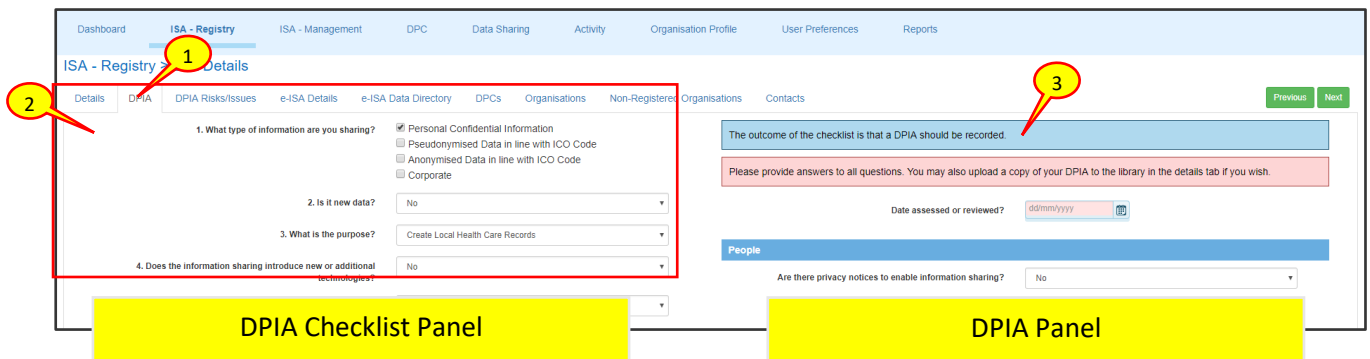 Dashboard ISA - Registry ISA - Management DPC Data Sharing Activity Organisation Profile User Preferences Reports
1
ISA - Registry > Details
2
3
Details DPIA DPIA Risks/Issues e-ISA Details e-ISA Data Directory DPCs Organisations Non-Registered Organisations Contacts Previous Next
1. What type of information are you sharing? Personal Confidential Information
Pseudonymised Data in line with ICO Code
Anonymised Data in line with ICO Code
Corporate
2. Is it new data? No
3. What is the purpose? Create Local Health Care Records
4. Does the information sharing introduce new or additional technologies? No
The outcome of the checklist is that a DPIA should be recorded.
Please provide answers to all questions. You may also upload a copy of your DPIA to the library in the details tab if you wish.
Date assessed or reviewed? dd/mm/yyyy
People
Are there privacy notices to enable information sharing? No
DPIA Checklist Panel
DPIA Panel